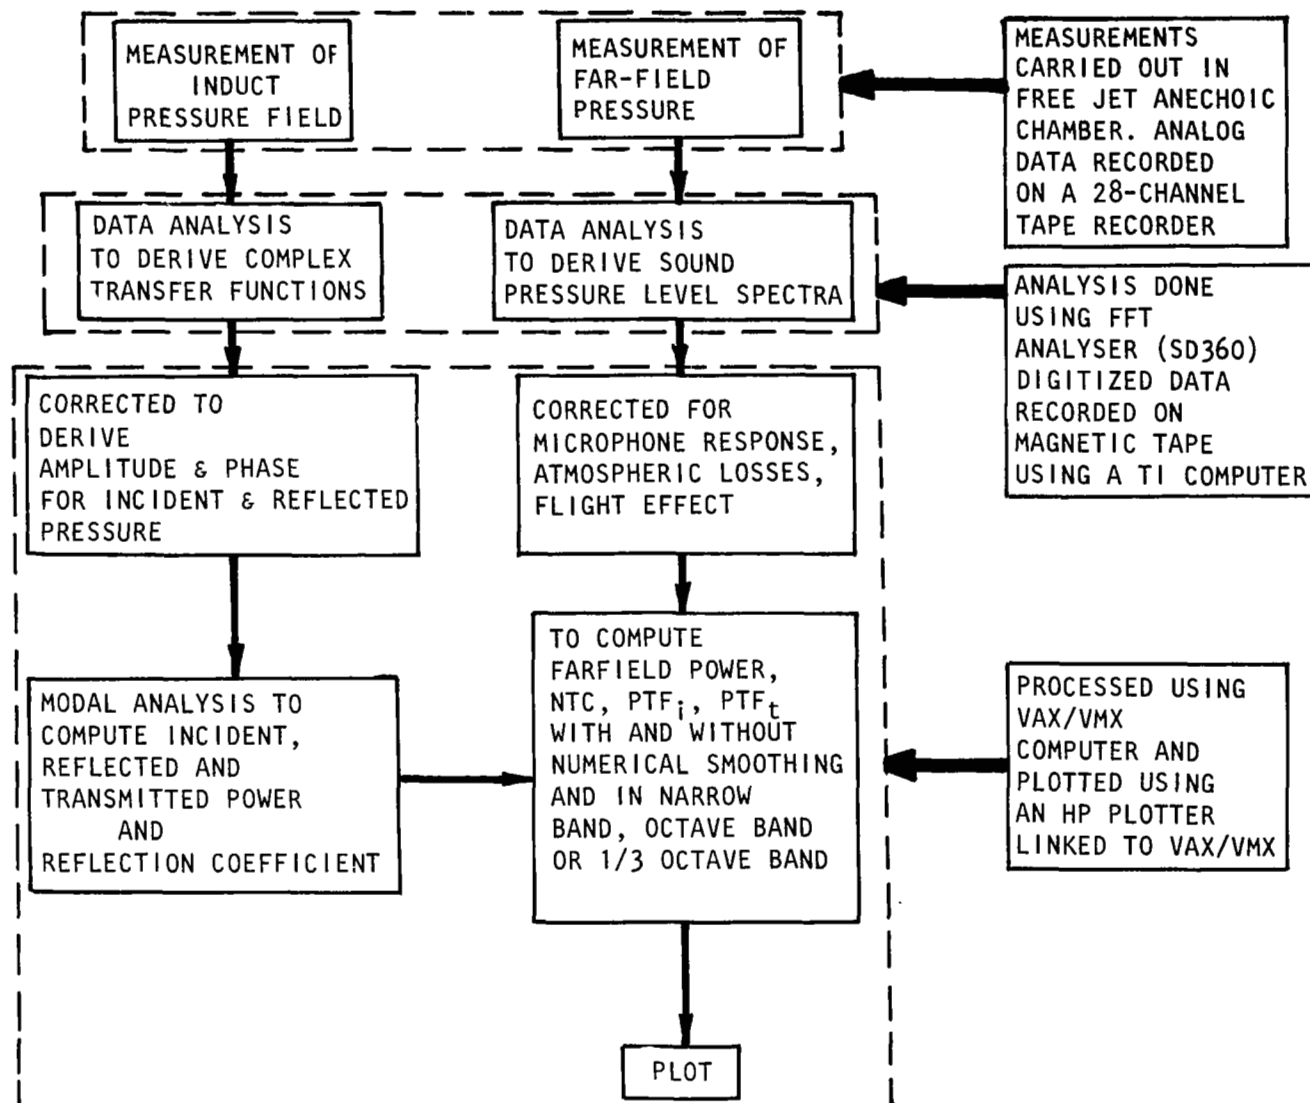 MEASUREMENT OF
INDUCT
PRESSURE FIELD
MEASUREMENT OF
FAR-FIELD
PRESSURE
MEASUREMENTS
CARRIED OUT IN
FREE JET ANECHOIC
CHAMBER. ANALOG
DATA RECORDED
ON A 28-CHANNEL
TAPE RECORDER
DATA ANALYSIS
TO DERIVE COMPLEX
TRANSFER FUNCTIONS
DATA ANALYSIS
TO DERIVE SOUND
PRESSURE LEVEL SPECTRA
ANALYSIS DONE
USING FFT
ANALYSER (SD360)
DIGITIZED DATA
RECORDED ON
MAGNETIC TAPE
USING A TI COMPUTER
CORRECTED TO
DERIVE
AMPLITUDE & PHASE
FOR INCIDENT & REFLECTED
PRESSURE
CORRECTED FOR
MICROPHONE RESPONSE,
ATMOSPHERIC LOSSES,
FLIGHT EFFECT
MODAL ANALYSIS TO
COMPUTE INCIDENT,
REFLECTED AND
TRANSMITTED POWER
AND
REFLECTION COEFFICIENT
TO COMPUTE
FARFIELD POWER,
NTC, PTFi, PTFt
WITH AND WITHOUT
NUMERICAL SMOOTHING
AND IN NARROW
BAND, OCTAVE BAND
OR 1/3 OCTAVE BAND
PROCESSED USING
VAX/VMX
COMPUTER AND
PLOTTED USING
AN HP PLOTTER
LINKED TO VAX/VMX
PLOT